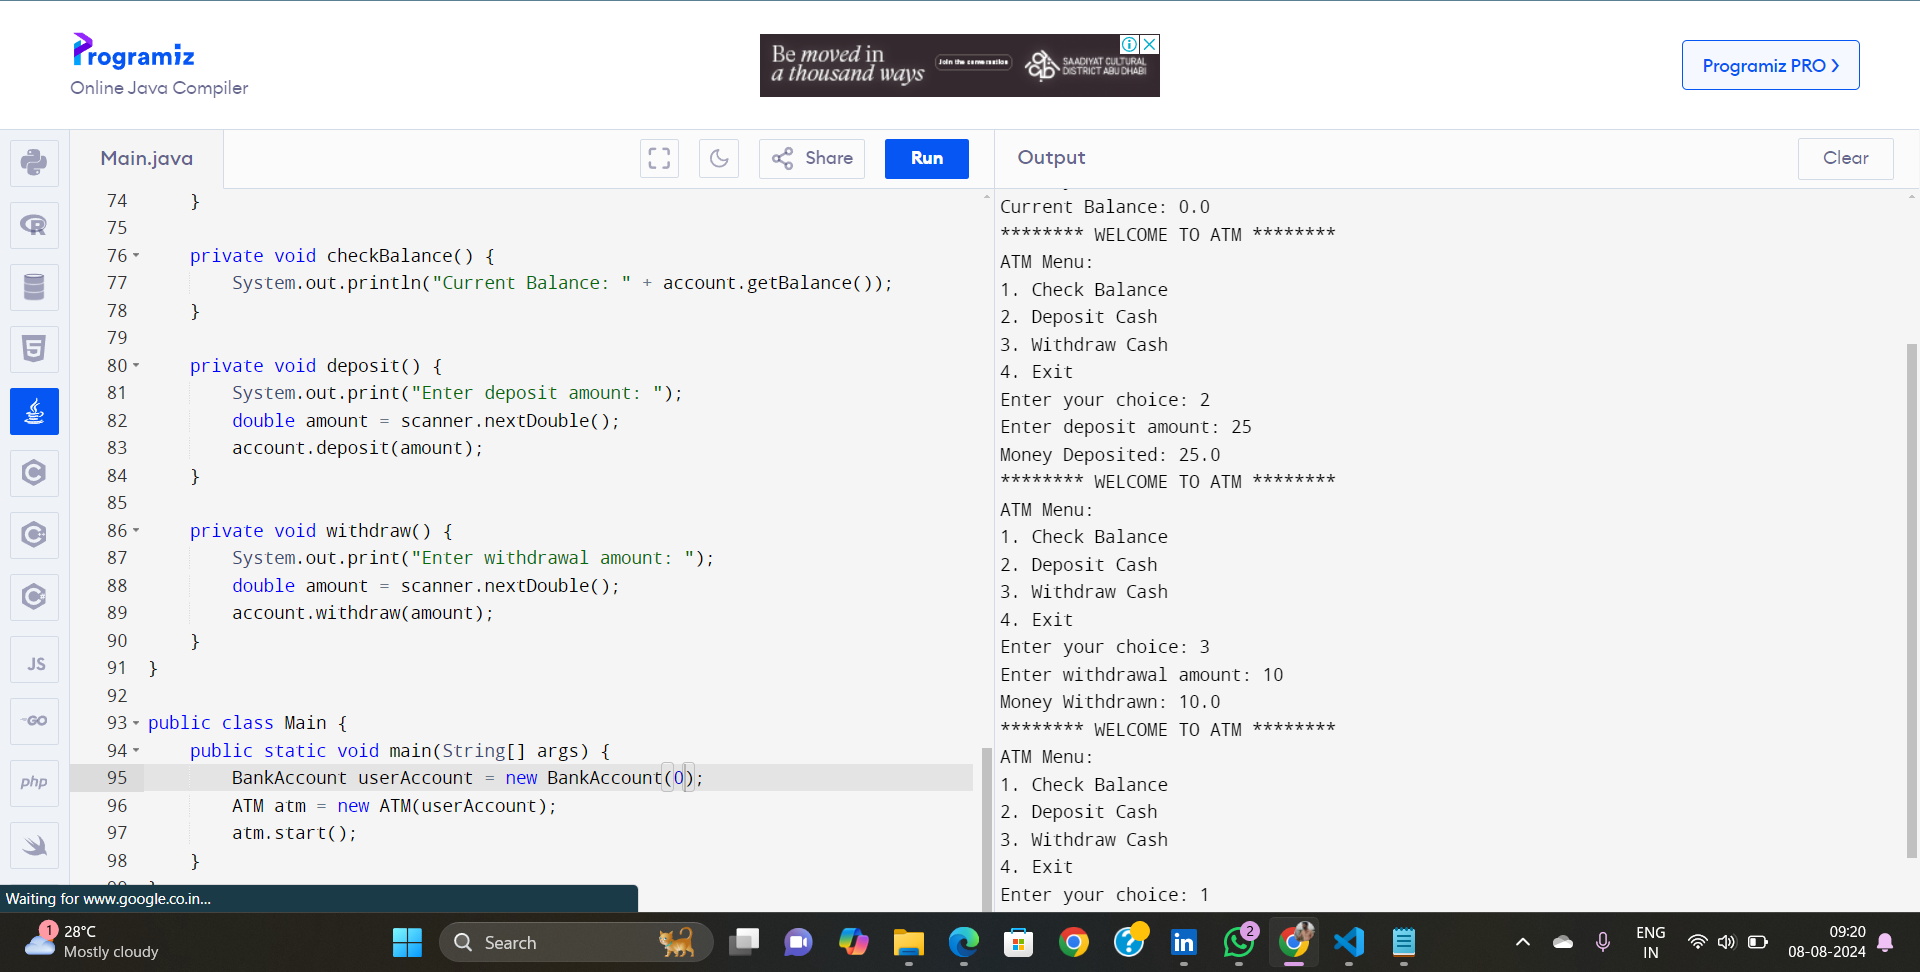 Programiz
Online Java Compiler
Be moved in
a thousand ways
Join the conversation
SAADIYAT CULTURAL
DISTRICT ABU DHABI
Programiz PRO
Main.java
Share
Run
Output
Clear
74 }
75
76 private void checkBalance() {
77 System.out.println("Current Balance: " + account.getBalance());
78 }
79
80 private void deposit() {
81 System.out.print("Enter deposit amount: ");
82 double amount = scanner.nextDouble();
83 account.deposit(amount);
84 }
85
86 private void withdraw() {
87 System.out.print("Enter withdrawal amount: ");
88 double amount = scanner.nextDouble();
89 account.withdraw(amount);
90 }
91 }
92
93 public class Main {
94 public static void main(String[] args) {
95 BankAccount userAccount = new BankAccount(0);
96 ATM atm = new ATM(userAccount);
97 atm.start();
98 }
Current Balance: 0.0
******** WELCOME TO ATM ********
ATM Menu:
1. Check Balance
2. Deposit Cash
3. Withdraw Cash
4. Exit
Enter your choice: 2
Enter deposit amount: 25
Money Deposited: 25.0
******** WELCOME TO ATM ********
ATM Menu:
1. Check Balance
2. Deposit Cash
3. Withdraw Cash
4. Exit
Enter your choice: 3
Enter withdrawal amount: 10
Money Withdrawn: 10.0
******** WELCOME TO ATM ********
ATM Menu:
1. Check Balance
2. Deposit Cash
3. Withdraw Cash
4. Exit
Enter your choice: 1
JS
GO
php
Waiting for www.google.co.in...
1
28°C
Mostly cloudy
Search
2
ENG
IN
09:20
08-08-2024